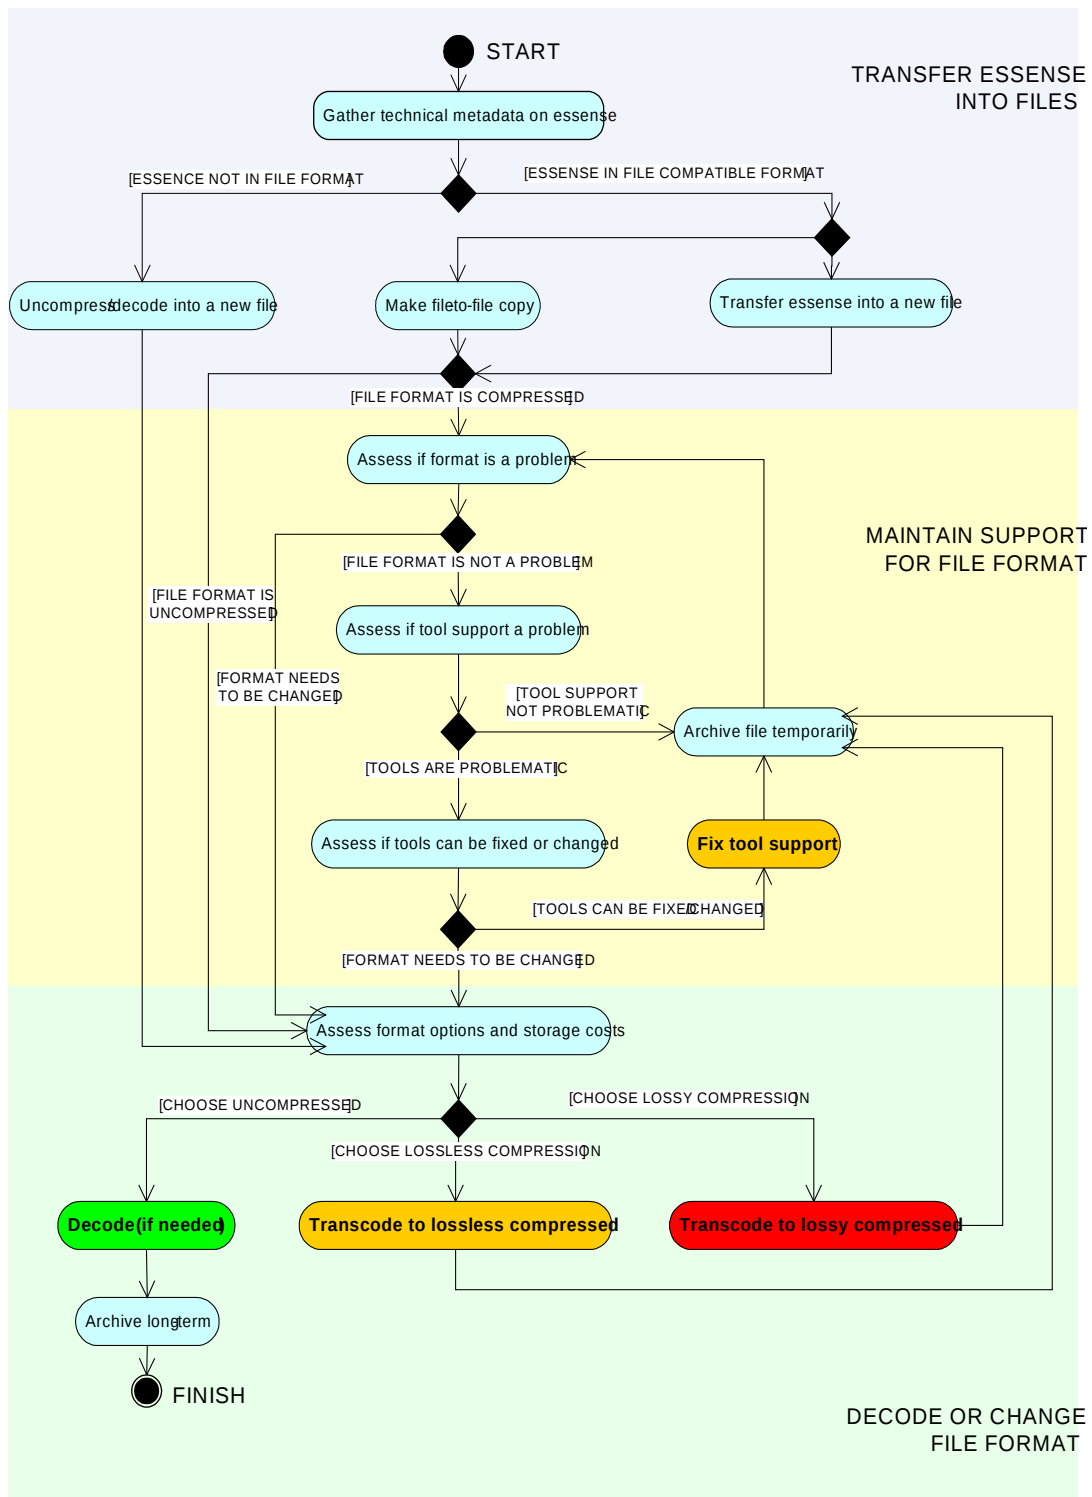 START
TRANSFER ESSENSE
INTO FILES
Gather technical metadata on essense
[ESSENCE NOT IN FILE FORMAT]
[ESSENSE IN FILE COMPATIBLE FORMAT]
Uncompress/decode into a new file
Make file-to-file copy
Transfer essense into a new file
[FILE FORMAT IS COMPRESSED]
Assess if format is a problem
MAINTAIN SUPPORT
FOR FILE FORMAT
[FILE FORMAT IS NOT A PROBLEM]
[FILE FORMAT IS
UNCOMPRESSED]
Assess if tool support a problem
[FORMAT NEEDS
TO BE CHANGED]
[TOOL SUPPORT
NOT PROBLEMATIC]
Archive file temporarily
[TOOLS ARE PROBLEMATIC]
Assess if tools can be fixed or changed
Fix tool support
[TOOLS CAN BE FIXED/CHANGED]
[FORMAT NEEDS TO BE CHANGED]
Assess format options and storage costs
[CHOOSE UNCOMPRESSED]
[CHOOSE LOSSY COMPRESSION]
[CHOOSE LOSSLESS COMPRESSION]
Decode (if needed)
Transcode to lossless compressed
Transcode to lossy compressed
Archive long-term
FINISH
DECODE OR CHANGE
FILE FORMAT